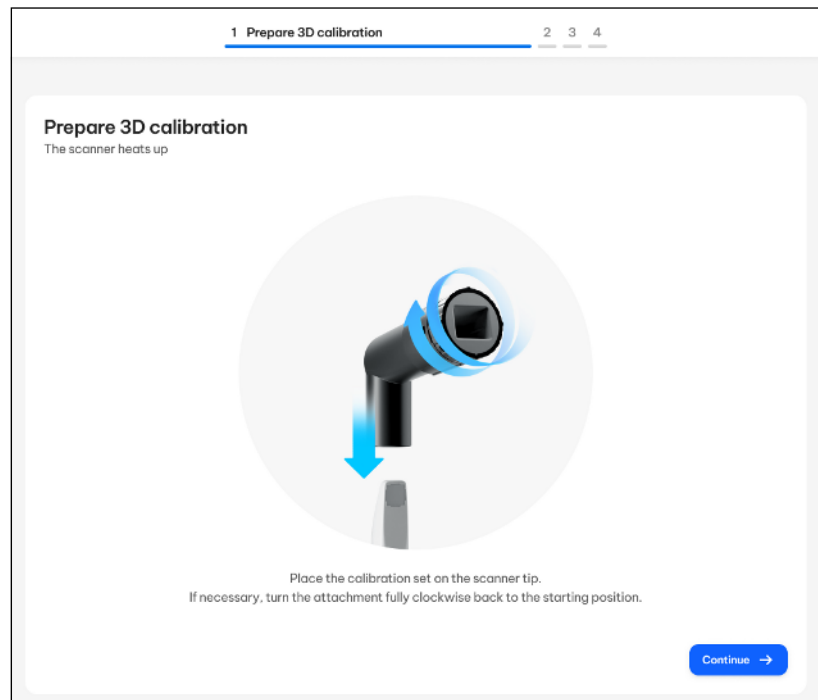 1 Prepare 3D calibration 2 3 4
Prepare 3D calibration
The scanner heats up
Place the calibration set on the scanner tip.
If necessary, turn the attachment fully clockwise back to the starting position.
Continue →